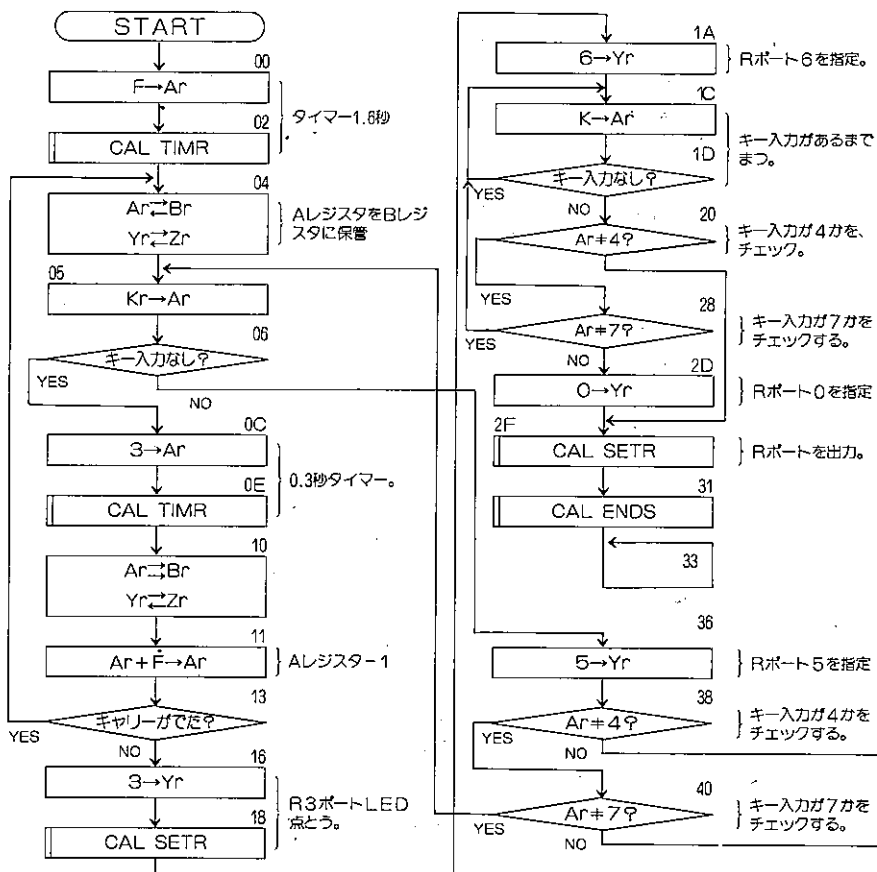 START
00
F→Ar
02
CAL TIMR
タイマー1.6秒
04
Ar⇄Br
Yr⇄Zr
AレジスタをBレジ
スタに保管
05
Kr→Ar
06
キー入力なし?
YES
NO
0C
3→Ar
0E
CAL TIMR
0.3秒タイマー。
10
Ar⇄Br
Yr⇄Zr
11
Ar+F→Ar
Aレジスター1
13
キャリーがでた?
YES
NO
16
3→Yr
18
CAL SETR
R3ポートLED
点とう。
1A
6→Yr
Rポート6を指定。
1C
K→Ar
1D
キー入力なし?
キー入力があるまで
まつ。
YES
NO
20
Ar≠4?
キー入力が4かを、
チェック。
YES
28
Ar≠7?
キー入力が7かを
チェックする。
YES
NO
2D
0→Yr
Rポート0を指定
2F
CAL SETR
Rポートを出力。
31
CAL ENDS
33
36
5→Yr
Rポート5を指定
38
Ar≠4?
キー入力が4かを
チェックする。
YES
NO
40
Ar≠7?
キー入力が7かを
チェックする。
YES
NO